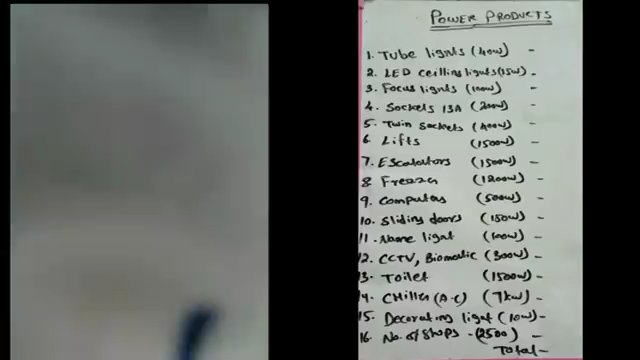 POWER PRODUCTS
1. Tube lights (40w) -
2. LED ceilling lights (15w) -
3. Focus lights (100w) -
4. Sockets 13A (200w) -
5. Twin sockets (400w) -
6. Lifts (1500w) -
7. Escalators (1500w) -
8. Freezer (1200w) -
9. Computers (500w) -
10. Sliding doors (150w) -
11. Name light (100w) -
12. CCTV, Biomatic (300w) -
13. Toilet (1500w) -
14. Chiller (A.C) (7kw) -
15. Decorating light (10w) -
16. No. of Shops - (2500) -
Total -